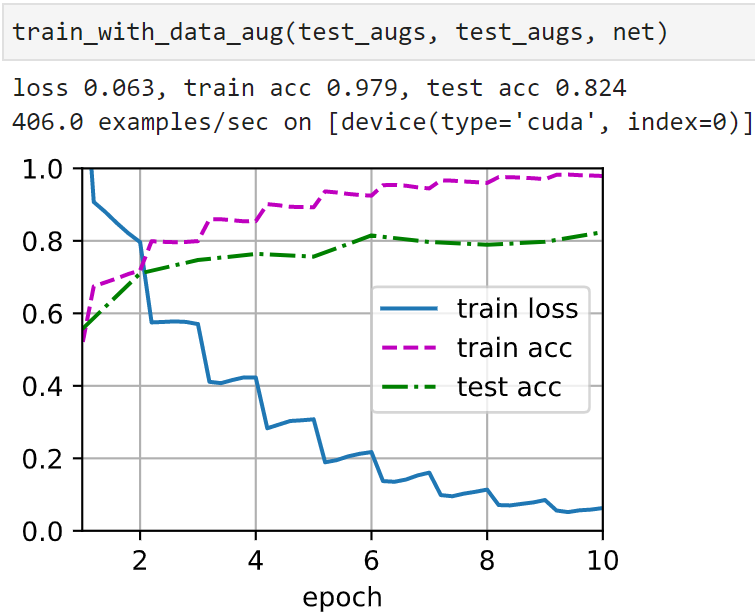 train_with_data_aug(test_augs, test_augs, net)
loss 0.063, train acc 0.979, test acc 0.824
406.0 examples/sec on [device(type='cuda', index=0)]
1.0
0.8
0.6
0.4
0.2
0.0
train loss
train acc
test acc
2 4 6 8 10
epoch